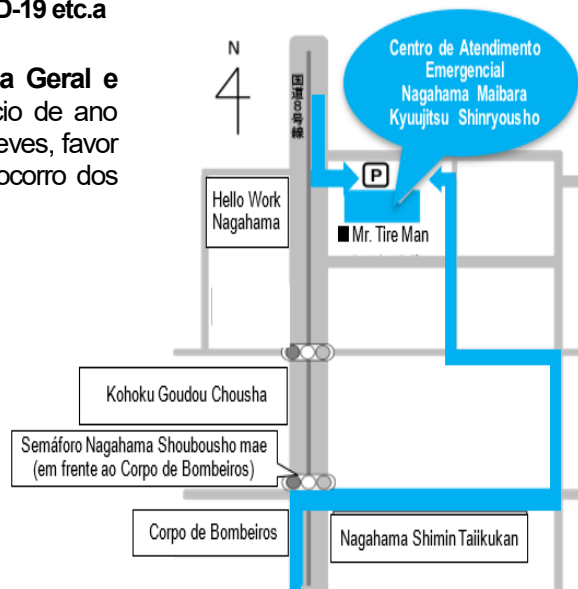 D-19 etc.a
a Geral e
cio de ano
eves, favor
ocorro dos
N
国道8号線
Centro de Atendimento
Emergencial
Nagahama Maibara
Kyuujitsu Shinryousho
P
Hello Work
Nagahama
Mr. Tire Man
Kohoku Goudou Chousha
Semáforo Nagahama Shoubousho mae
(em frente ao Corpo de Bombeiros)
Corpo de Bombeiros
Nagahama Shimin Taiikukan